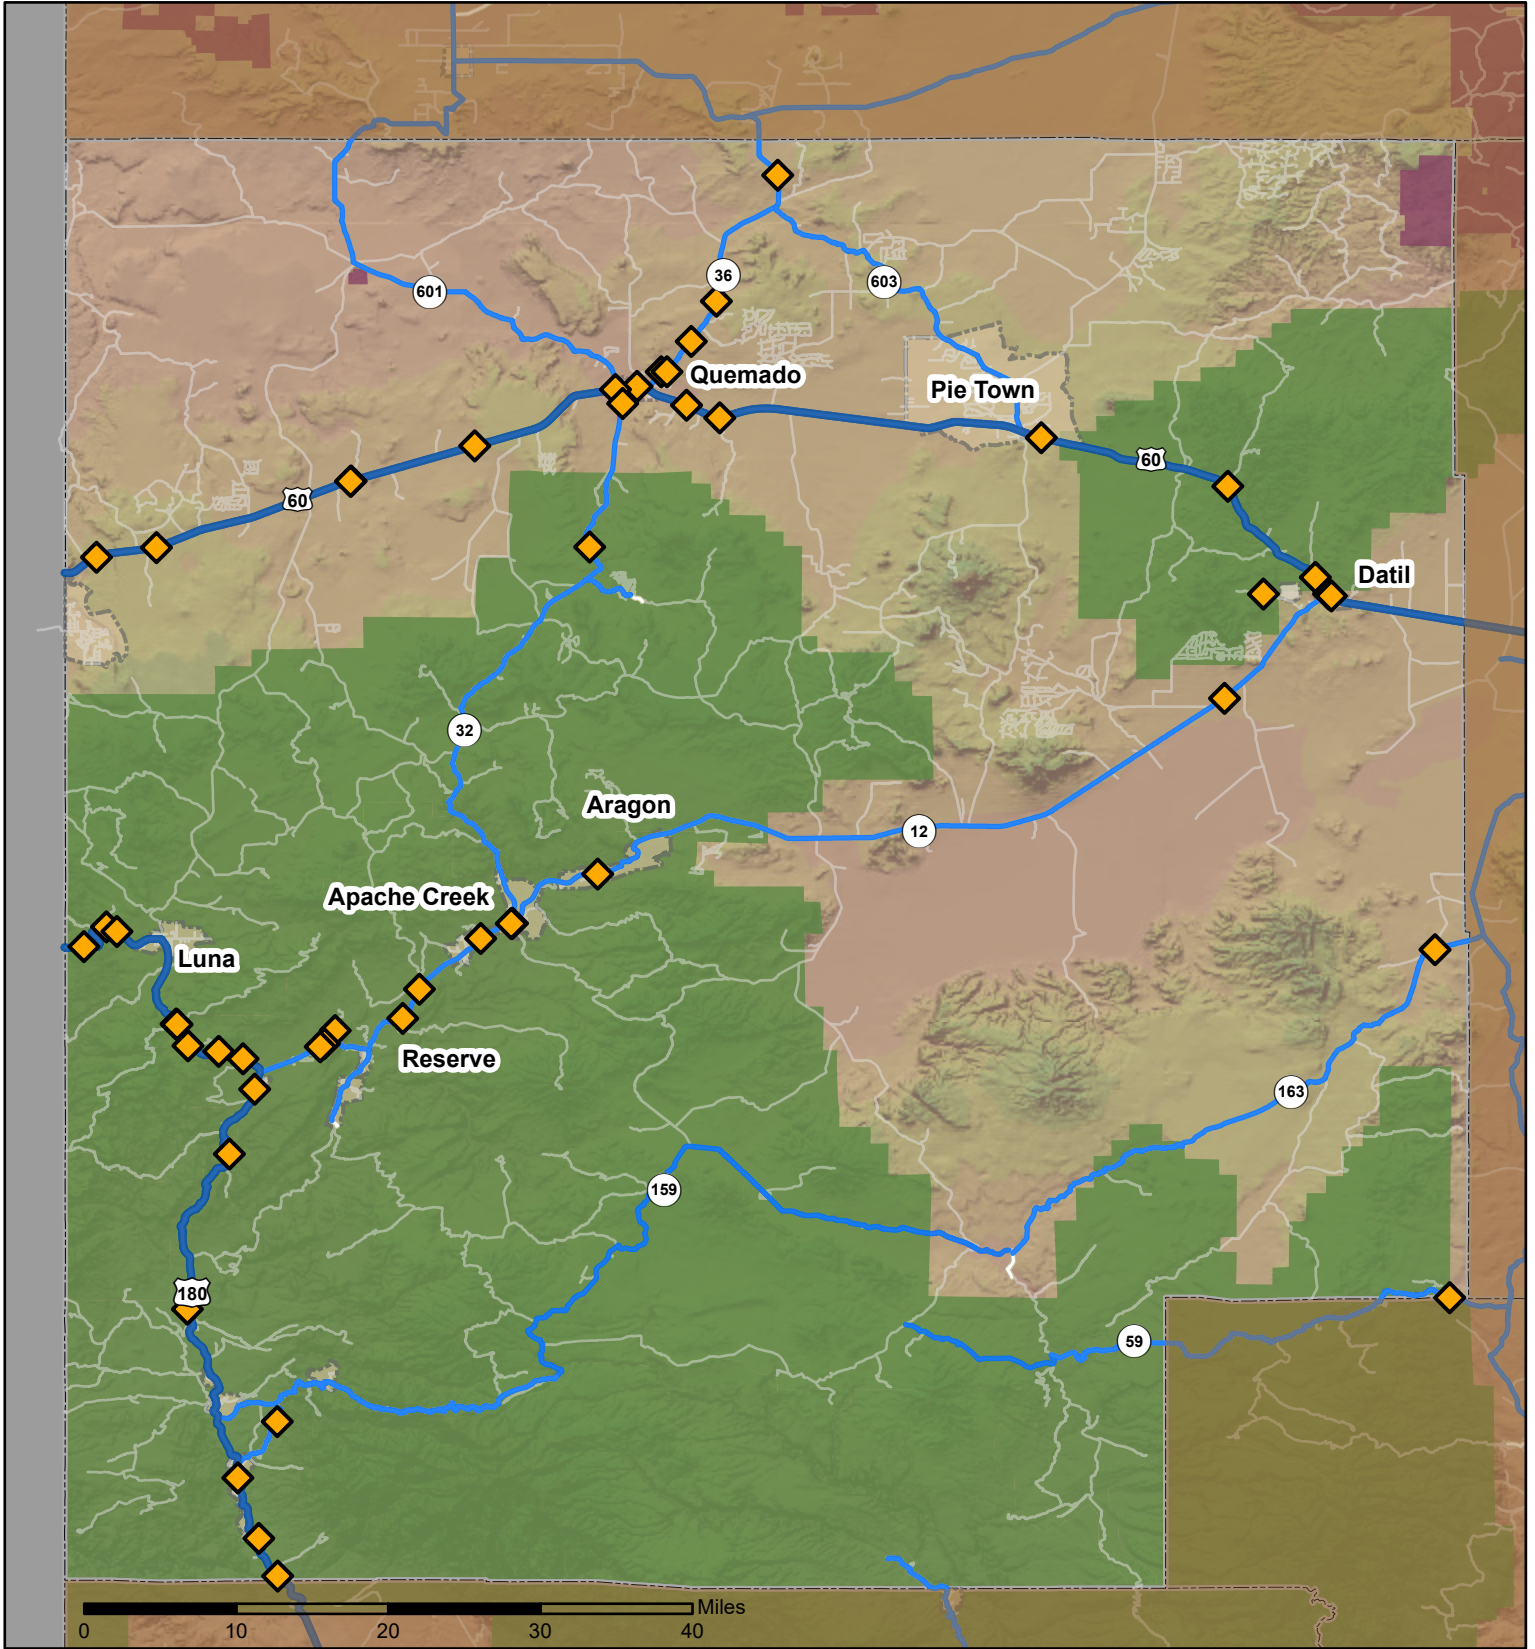 36
603
601
Quemado
Pie Town
60
60
Datil
32
Aragon
12
Apache Creek
Luna
Reserve
163
159
180
59
Miles
0 10 20 30 40